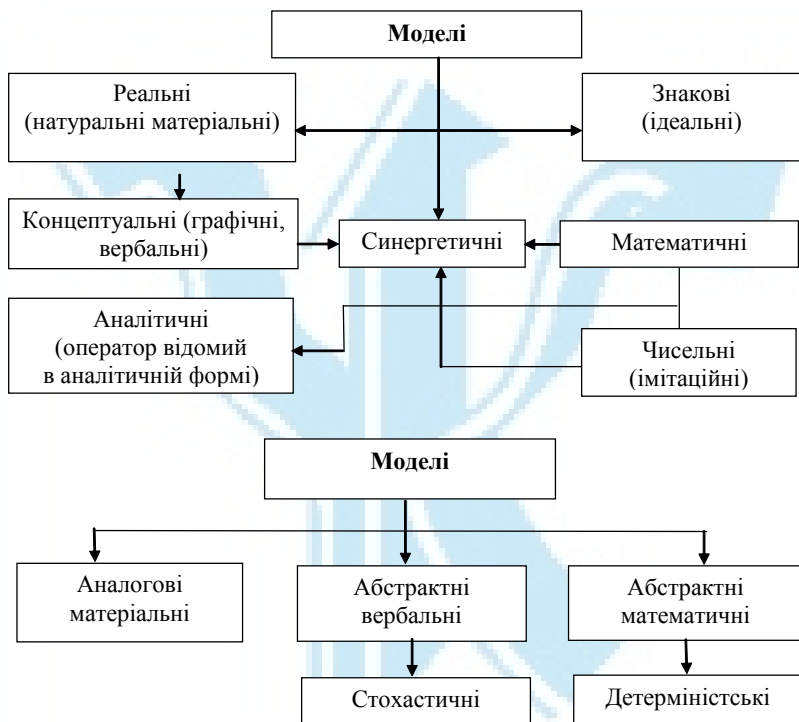 Моделі
Реальні
(натуральні матеріальні)
Знакові
(ідеальні)
Концептуальні (графічні,
вербальні)
Синергетичні
Математичні
Аналітичні
(оператор відомий
в аналітичній формі)
Чисельні
(імітаційні)
Моделі
Аналогові
матеріальні
Абстрактні
вербальні
Абстрактні
математичні
Стохастичні
Детерміністські